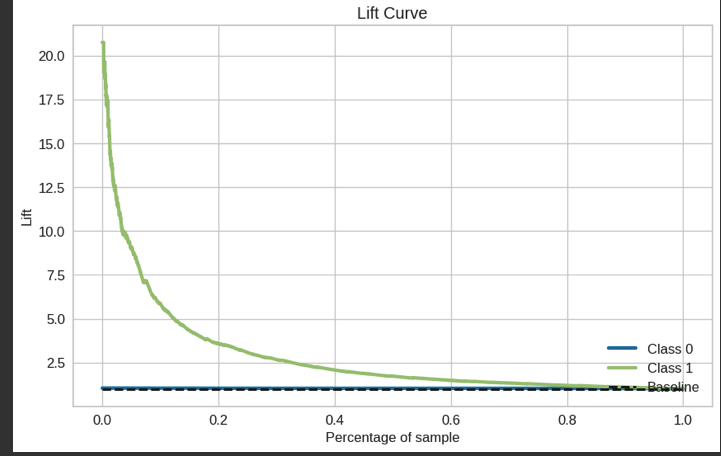 Lift Curve
20.0
17.5
15.0
12.5
10.0
7.5
5.0
2.5
Lift
Class 0
Class 1
Baseline
0.0 0.2 0.4 0.6 0.8 1.0
Percentage of sample